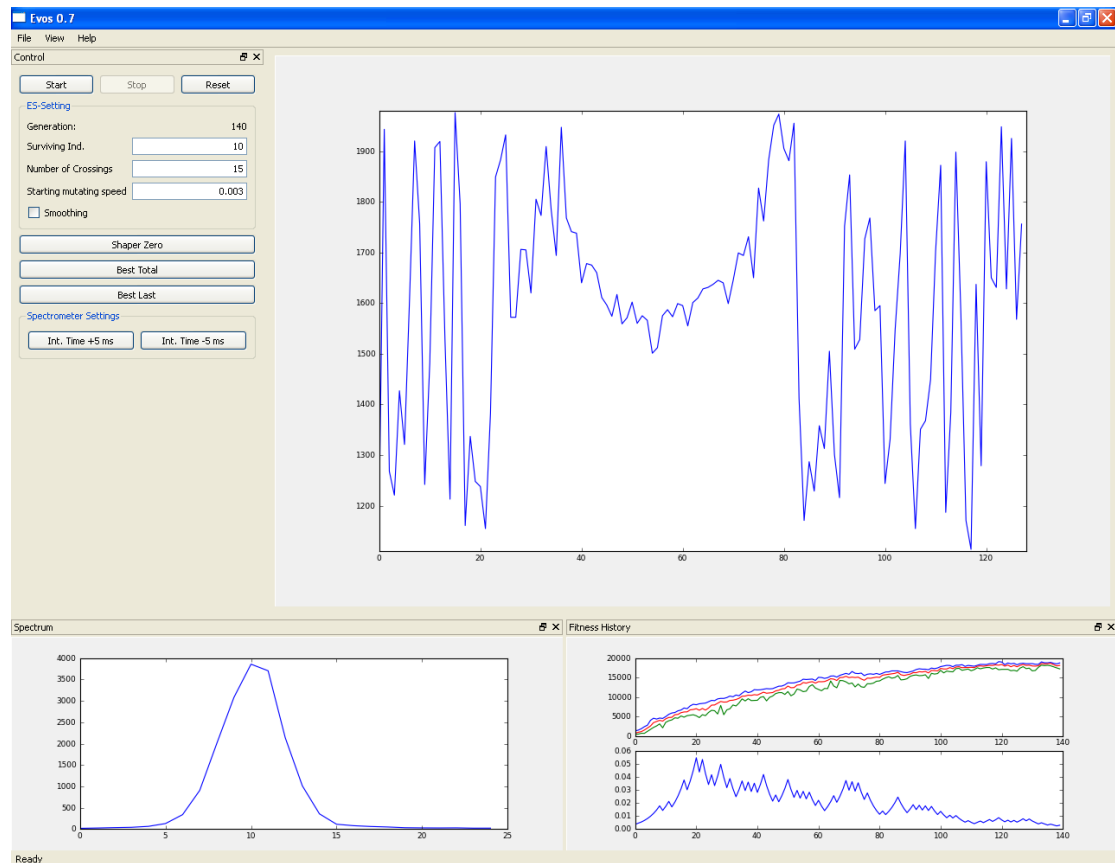 Evos 0.7
File View Help
Control
Start Stop Reset
ES-Setting
Generation: 140
Surviving Ind. 10
Number of Crossings 15
Starting mutating speed 0.003
Smoothing
Shaper Zero
Best Total
Best Last
Spectrometer Settings
Int. Time +5 ms Int. Time -5 ms
1900
1800
1700
1600
1500
1400
1300
1200
0 20 40 60 80 100 120
Spectrum
4000
3500
3000
2500
2000
1500
1000
500
0
0 5 10 15 20 25
Fitness History
20000
15000
10000
5000
0
0 20 40 60 80 100 120 140
0.06
0.05
0.04
0.03
0.02
0.01
0.00
0 20 40 60 80 100 120 140
Ready